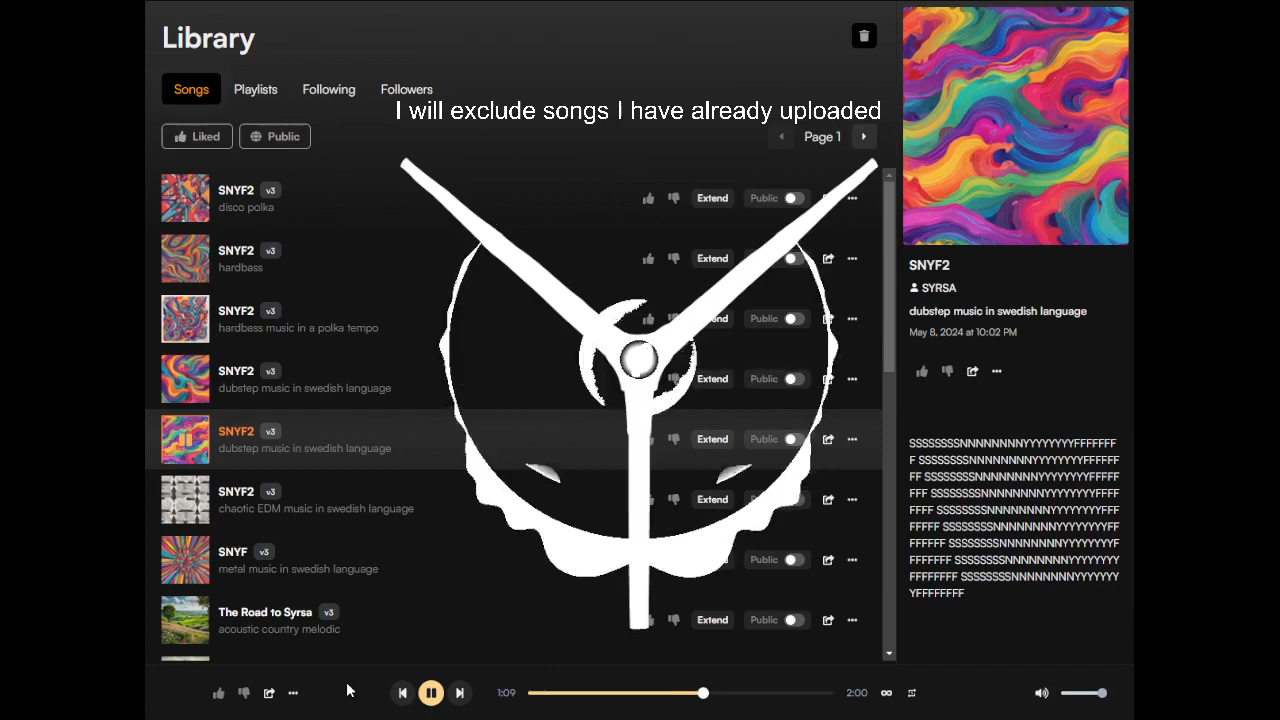 Library
Songs Playlists Following Followers
I will exclude songs I have already uploaded
Liked Public Page 1
SNYF2 v3
disco polka
Extend Public
SNYF2 v3
hardbass
Extend
SNYF2 v3
hardbass music in a polka tempo
Public
SNYF2 v3
dubstep music in swedish language
Extend Public
SNYF2 v3
dubstep music in swedish language
Extend Public
SNYF2 v3
chaotic EDM music in swedish language
Extend Public
SNYF v3
metal music in swedish language
Public
The Road to Syrsa v3
acoustic country melodic
Extend Public
1:09 2:00
SNYF2
SYRSA
dubstep music in swedish language
May 8, 2024 at 10:02 PM
SSSSSSSSNNNNNNNNYYYYYYYYFFFFFFF
F SSSSSSSSNNNNNNNNYYYYYYYYFFFFFF
FF SSSSSSSSNNNNNNNNYYYYYYYYFFFFF
FFF SSSSSSSSNNNNNNNNYYYYYYYYFFFF
FFFF SSSSSSSSNNNNNNNNYYYYYYYYFFF
FFFFF SSSSSSSSNNNNNNNNYYYYYYYYFF
FFFFFF SSSSSSSSNNNNNNNNYYYYYYYYF
FFFFFFF SSSSSSSSNNNNNNNNYYYYYYYY
FFFFFFFF SSSSSSSSNNNNNNNNYYYYYYY
YFFFFFFFF